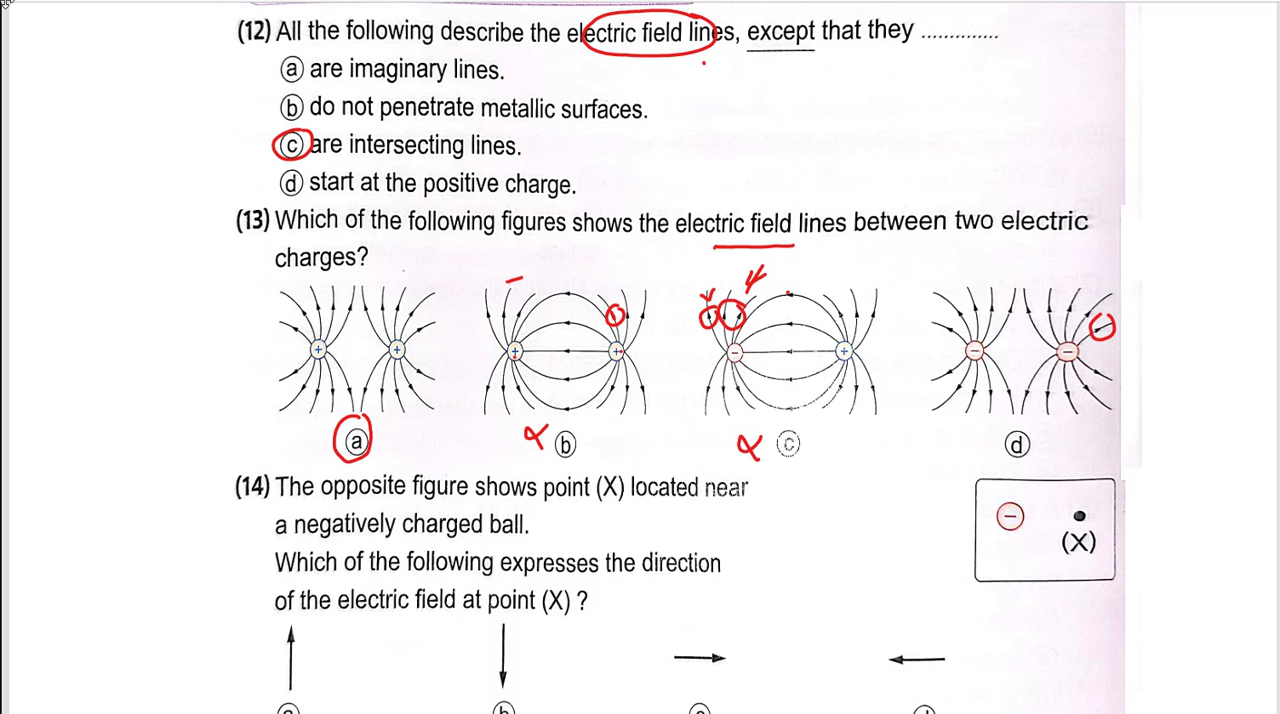 (12) All the following describe the electric field lines, except that they ..............
ⓐ are imaginary lines.
ⓑ do not penetrate metallic surfaces.
ⓒ are intersecting lines.
ⓓ start at the positive charge.
(13) Which of the following figures shows the electric field lines between two electric
charges?
+ + + + - + - -
ⓐ ⓑ ⓒ ⓓ
(14) The opposite figure shows point (X) located near
a negatively charged ball.
Which of the following expresses the direction
of the electric field at point (X) ?
-
(X)